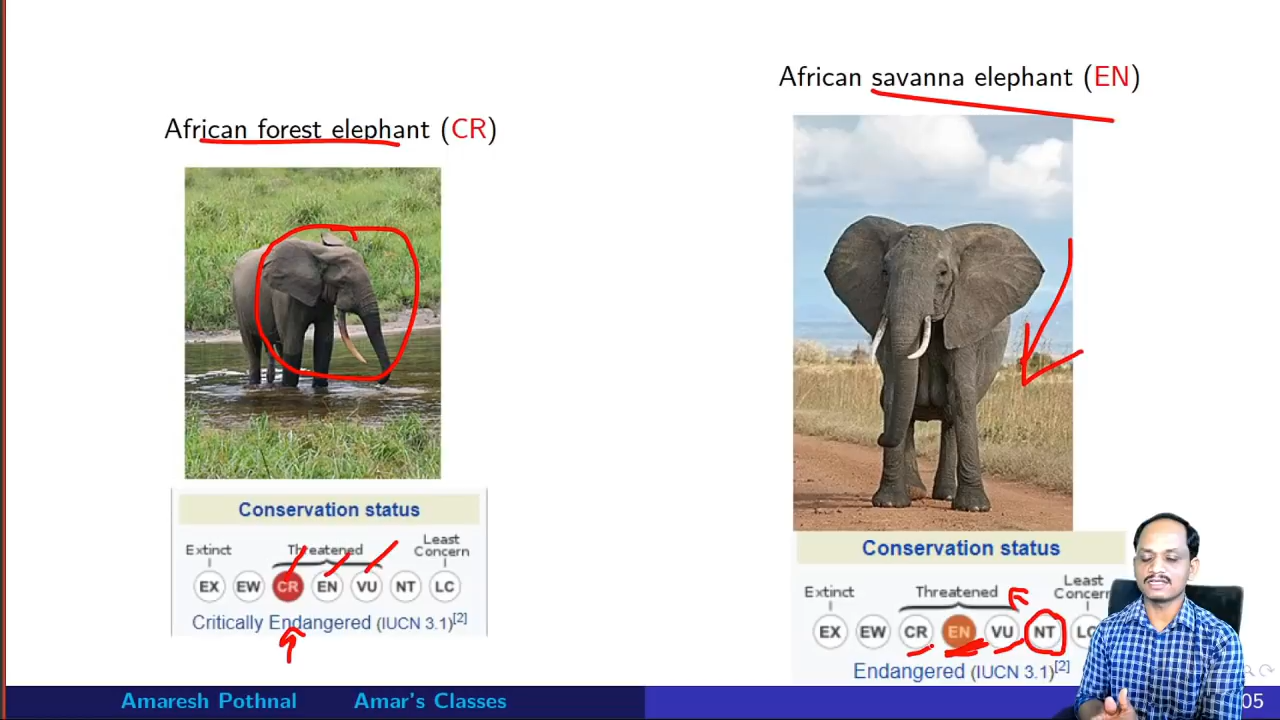 African forest elephant (CR)
Conservation status
Extinct
Threatened
Least
Concern
EX EW CR EN VU NT LC
Critically Endangered (IUCN 3.1)[2]
African savanna elephant (EN)
Conservation status
Extinct
Threatened
Least
Concern
EX EW CR EN VU NT LC
Endangered (IUCN 3.1)[2]
Amaresh Pothnal Amar's Classes
05